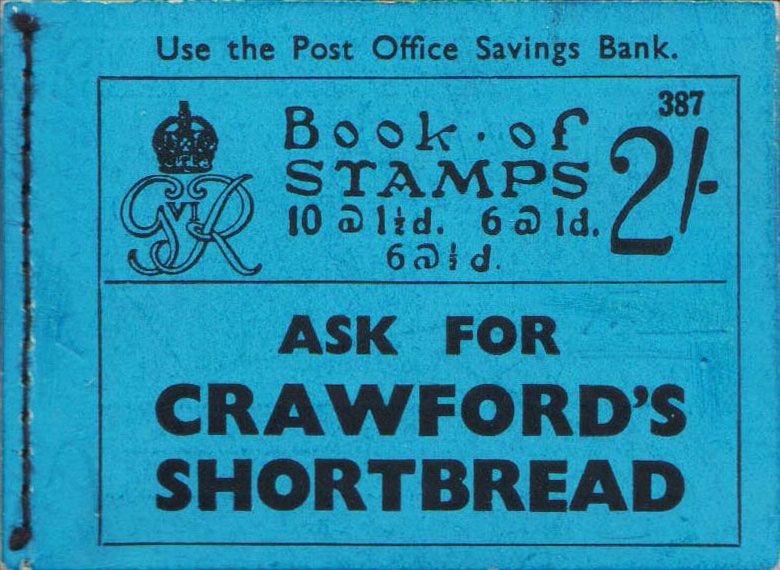 Use the Post Office Savings Bank.
387
Book of
STAMPS
2/-
10 @ 1½d. 6 @ 1d.
6 @ ½d.
GVIR
ASK FOR
CRAWFORD'S
SHORTBREAD